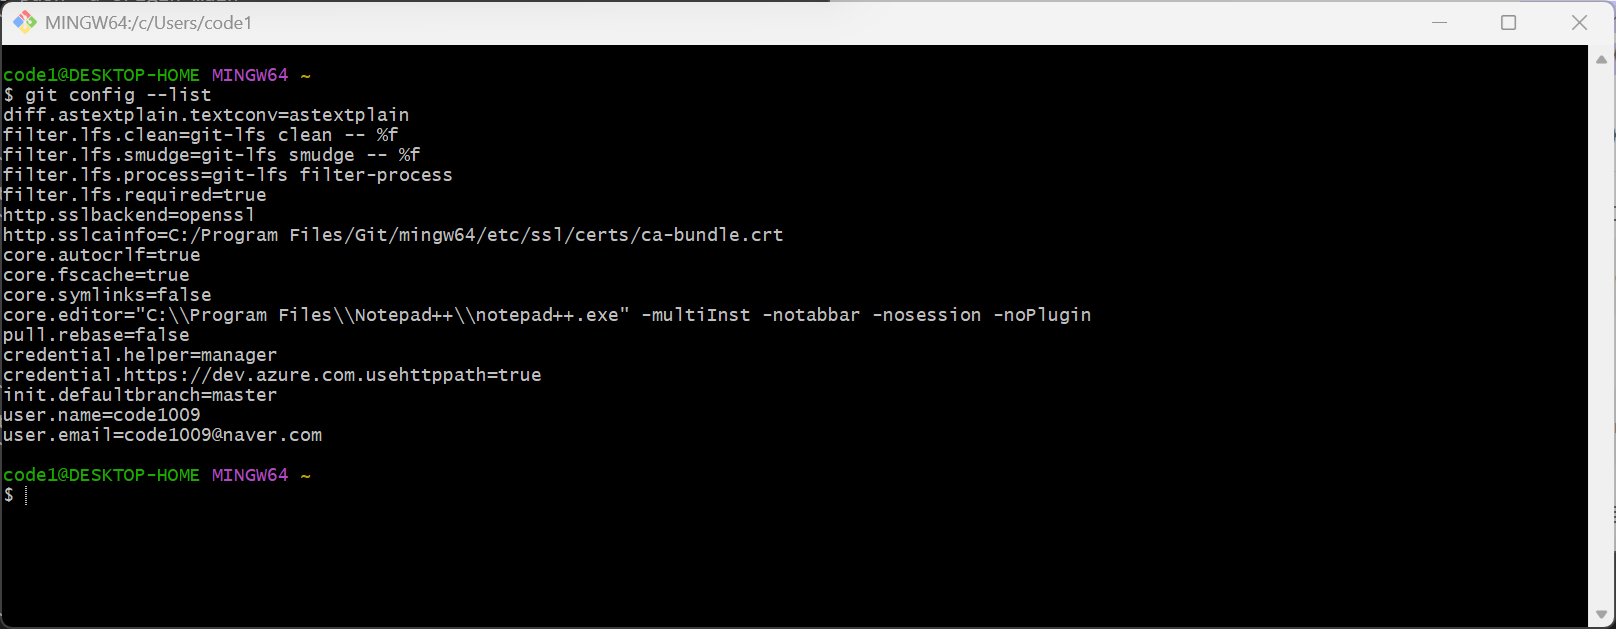 MINGW64:/c/Users/code1
code1@DESKTOP-HOME MINGW64 ~
$ git config --list
diff.astextplain.textconv=astextplain
filter.lfs.clean=git-lfs clean -- %f
filter.lfs.smudge=git-lfs smudge -- %f
filter.lfs.process=git-lfs filter-process
filter.lfs.required=true
http.sslbackend=openssl
http.sslcainfo=C:/Program Files/Git/mingw64/etc/ssl/certs/ca-bundle.crt
core.autocrlf=true
core.fscache=true
core.symlinks=false
core.editor="C:\\Program Files\\Notepad++\\notepad++.exe" -multiInst -notabbar -nosession -noPlugin
pull.rebase=false
credential.helper=manager
credential.https://dev.azure.com.usehttppath=true
init.defaultbranch=master
user.name=code1009
user.email=code1009@naver.com
code1@DESKTOP-HOME MINGW64 ~
$